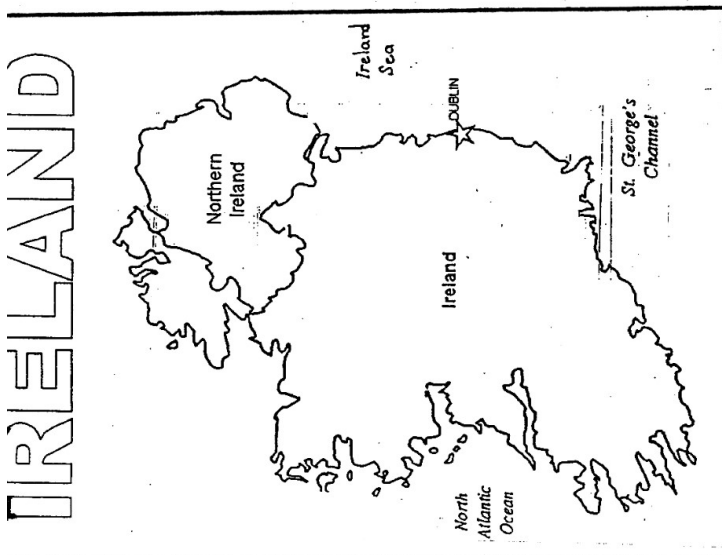 IRELAND
Ireland
Sea
Northern
Ireland
DUBLIN
Ireland
St. George's
Channel
North
Atlantic
Ocean